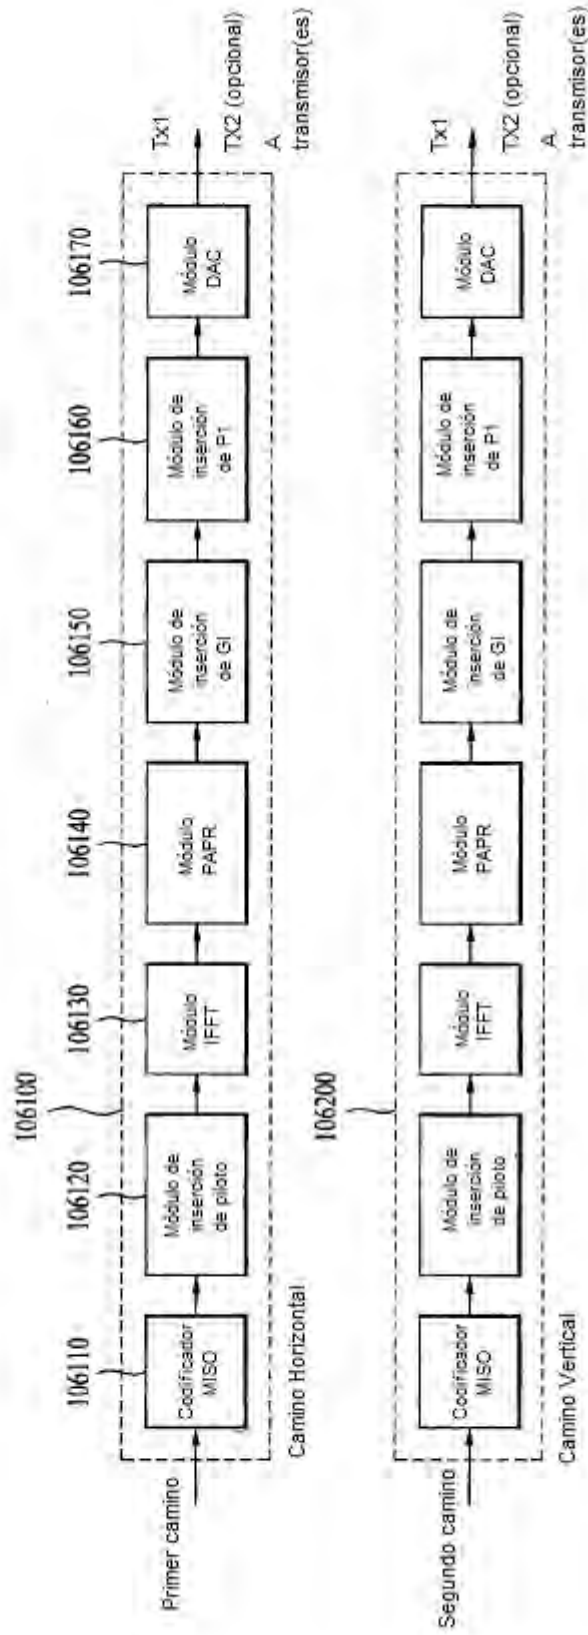 106110
106120
106100
106130
106140
106150
106160
106170
Primer camino
Codificador
MISO
Módulo de
inserción
de piloto
Módulo
IFFT
Módulo
PAPR
Módulo de
inserción
de GI
Módulo de
inserción
de P1
Módulo
DAC
Tx1
TX2 (opcional)
A
transmisor(es)
Camino Horizontal
106200
Segundo camino
Codificador
MISO
Módulo de
inserción
de piloto
Módulo
IFFT
Módulo
PAPR
Módulo de
inserción
de GI
Módulo de
inserción
de P1
Módulo
DAC
Tx1
TX2 (opcional)
A
transmisor(es)
Camino Vertical